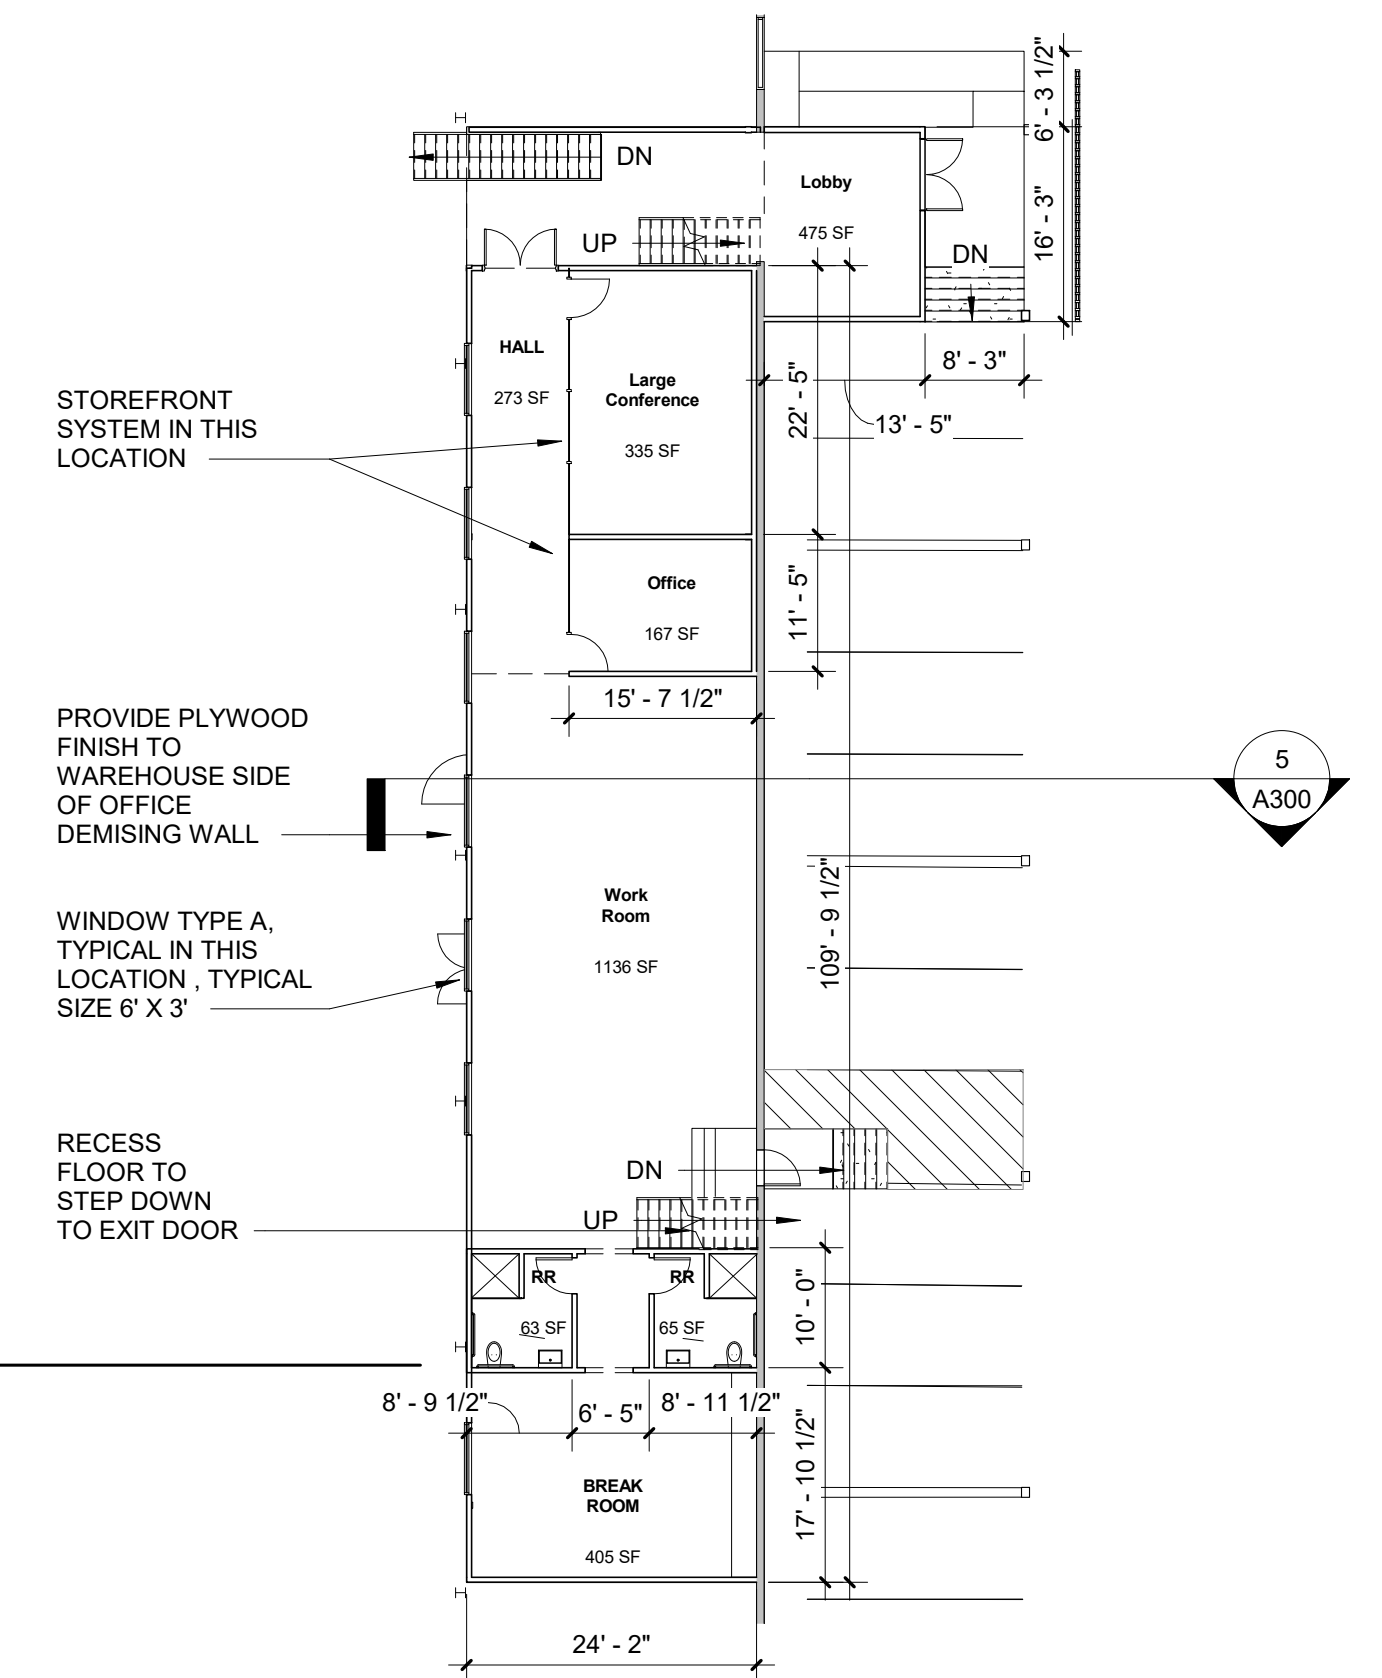 6' - 3 1/2"
DN
Lobby
475 SF
16' - 3"
UP
DN
HALL
273 SF
Large
Conference
335 SF
22' - 5"
8' - 3"
13' - 5"
STOREFRONT
SYSTEM IN THIS
LOCATION
Office
167 SF
11' - 5"
15' - 7 1/2"
PROVIDE PLYWOOD
FINISH TO
WAREHOUSE SIDE
OF OFFICE
DEMISING WALL
5
A300
Work
Room
1136 SF
109' - 9 1/2"
WINDOW TYPE A,
TYPICAL IN THIS
LOCATION , TYPICAL
SIZE 6' X 3'
RECESS
FLOOR TO
STEP DOWN
TO EXIT DOOR
DN
UP
RR
RR
63 SF
65 SF
10' - 0"
8' - 9 1/2"
6' - 5"
8' - 11 1/2"
17' - 10 1/2"
BREAK
ROOM
405 SF
24' - 2"